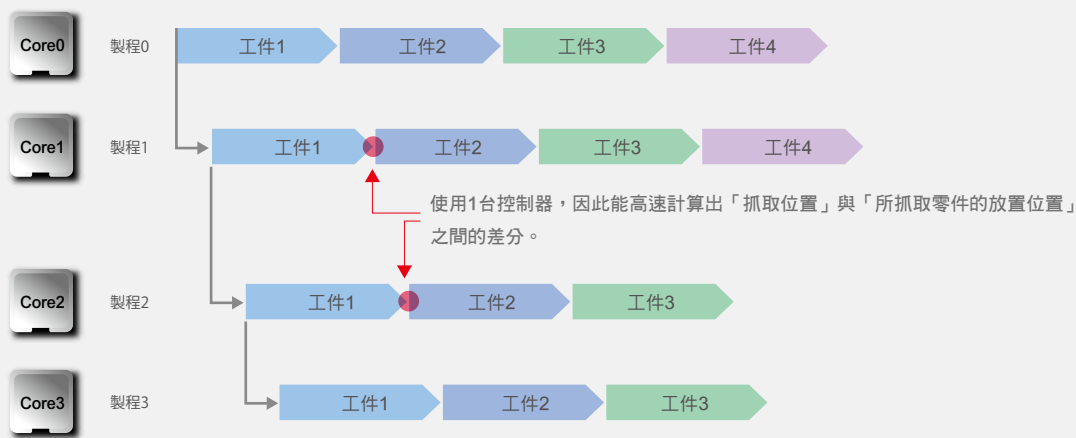 Core0 製程0 工件1 工件2 工件3 工件4
Core1 製程1 工件1 工件2 工件3 工件4
使用1台控制器，因此能高速計算出「抓取位置」與「所抓取零件的放置位置」
之間的差分。
Core2 製程2 工件1 工件2 工件3
Core3 製程3 工件1 工件2 工件3